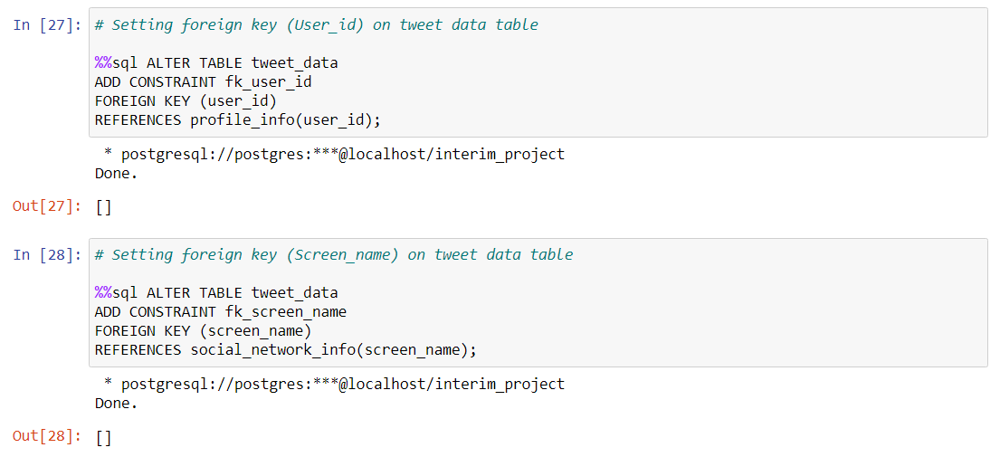 In [27]: # Setting foreign key (User_id) on tweet data table
%%sql ALTER TABLE tweet_data
ADD CONSTRAINT fk_user_id
FOREIGN KEY (user_id)
REFERENCES profile_info(user_id);
* postgresql://postgres:***@localhost/interim_project
Done.
Out[27]: []
In [28]: # Setting foreign key (Screen_name) on tweet data table
%%sql ALTER TABLE tweet_data
ADD CONSTRAINT fk_screen_name
FOREIGN KEY (screen_name)
REFERENCES social_network_info(screen_name);
* postgresql://postgres:***@localhost/interim_project
Done.
Out[28]: []